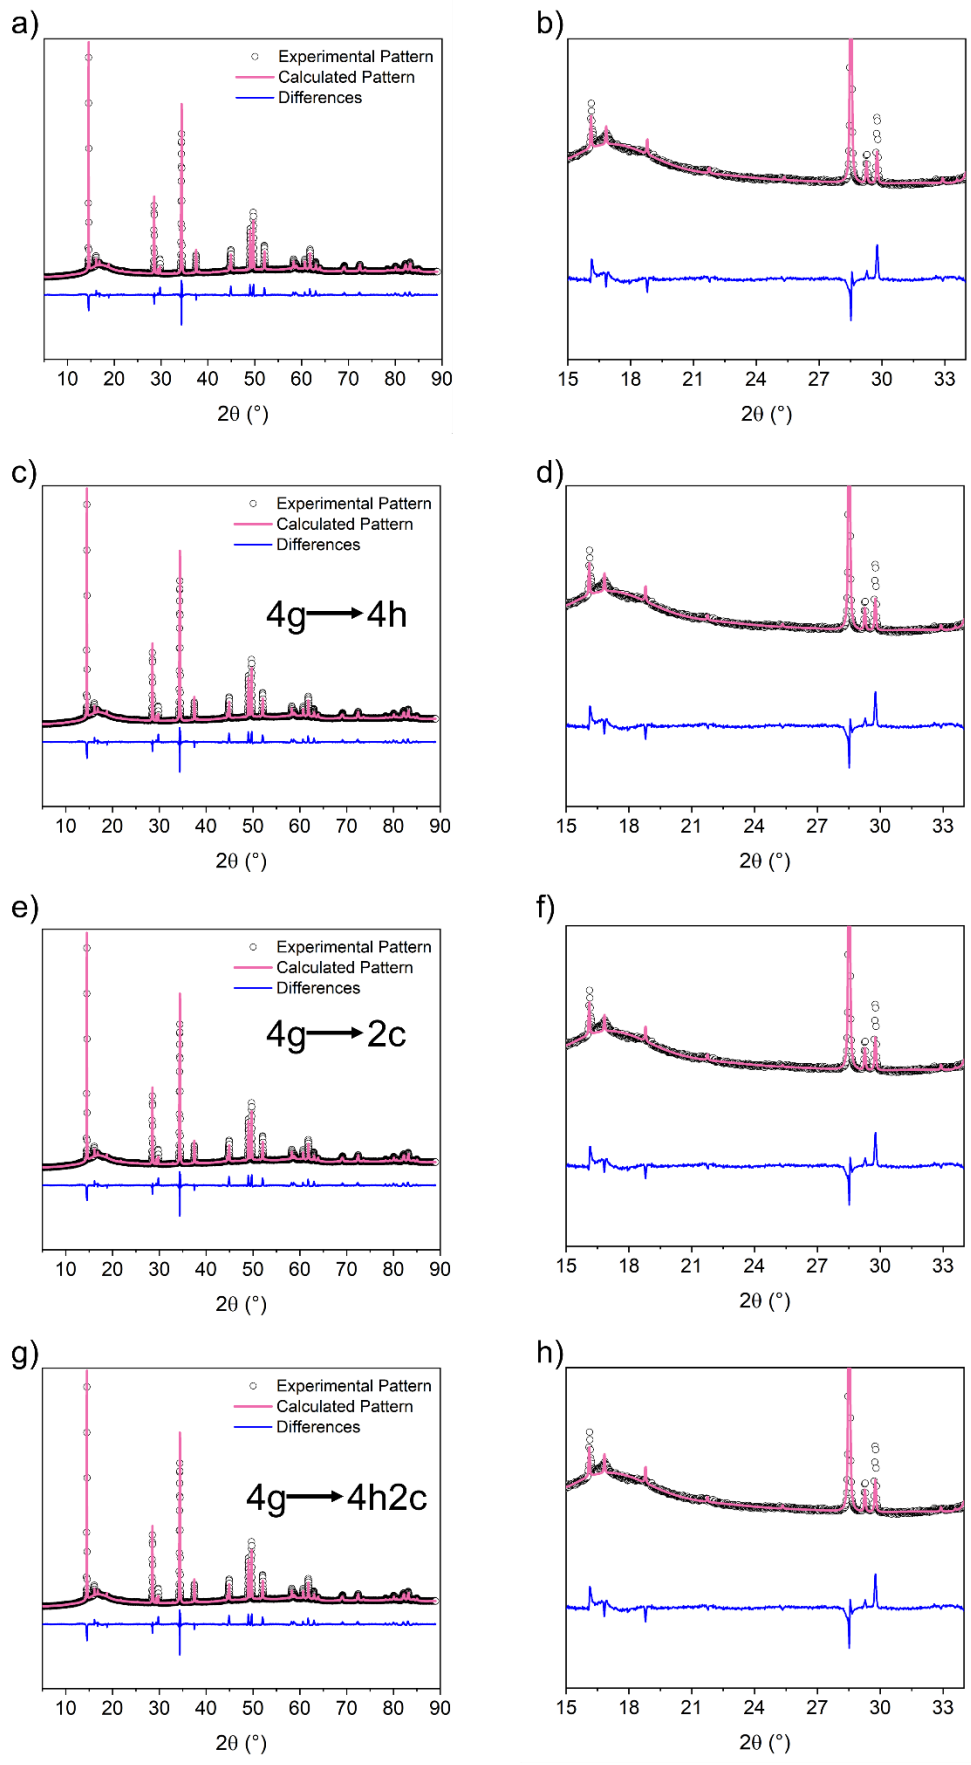 a)
Experimental Pattern
Calculated Pattern
Differences
10 20 30 40 50 60 70 80 90
2θ (°)
b)
15 18 21 24 27 30 33
2θ (°)
c)
Experimental Pattern
Calculated Pattern
Differences
4g 4h
10 20 30 40 50 60 70 80 90
2θ (°)
d)
15 18 21 24 27 30 33
2θ (°)
e)
Experimental Pattern
Calculated Pattern
Differences
4g 2c
10 20 30 40 50 60 70 80 90
2θ (°)
f)
15 18 21 24 27 30 33
2θ (°)
g)
Experimental Pattern
Calculated Pattern
Differences
4g 4h2c
10 20 30 40 50 60 70 80 90
2θ (°)
h)
15 18 21 24 27 30 33
2θ (°)